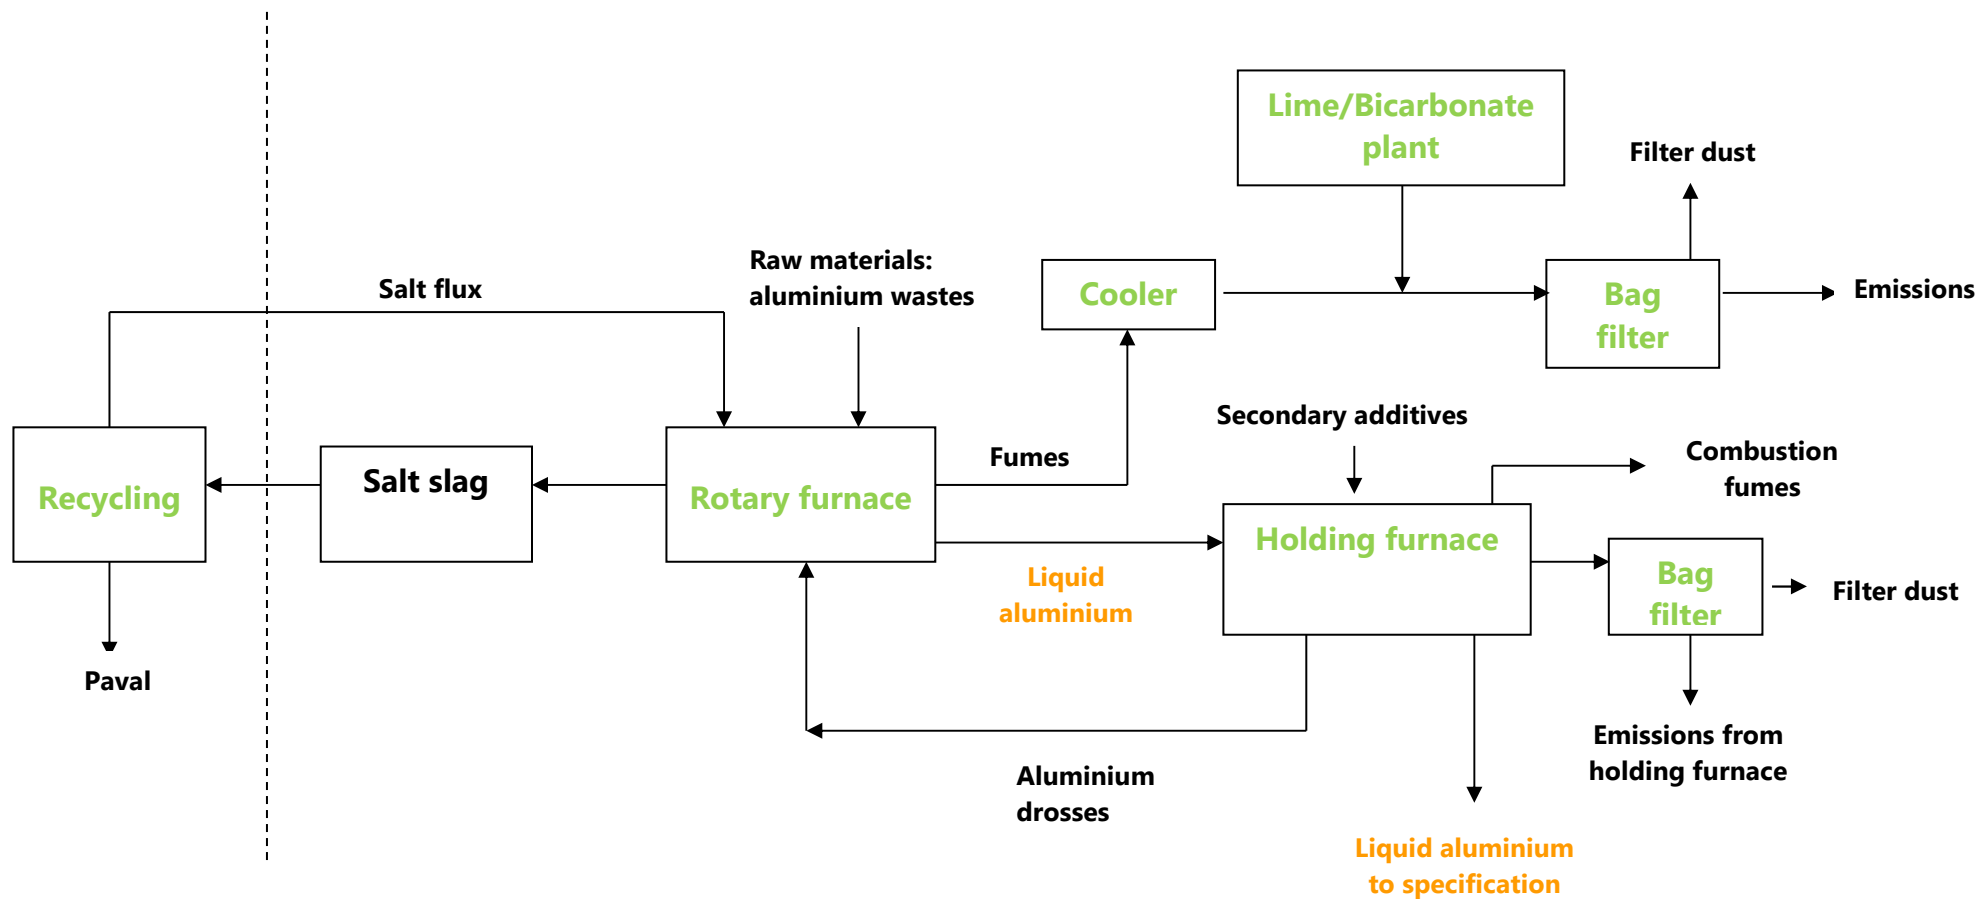 Lime/Bicarbonate
plant
Filter dust
Raw materials:
aluminium wastes
Salt flux
Cooler
Bag
filter
Emissions
Secondary additives
Fumes
Combustion
fumes
Recycling
Salt slag
Rotary furnace
Holding furnace
Liquid
aluminium
Bag
filter
Filter dust
Paval
Emissions from
holding furnace
Aluminium
drosses
Liquid aluminium
to specification